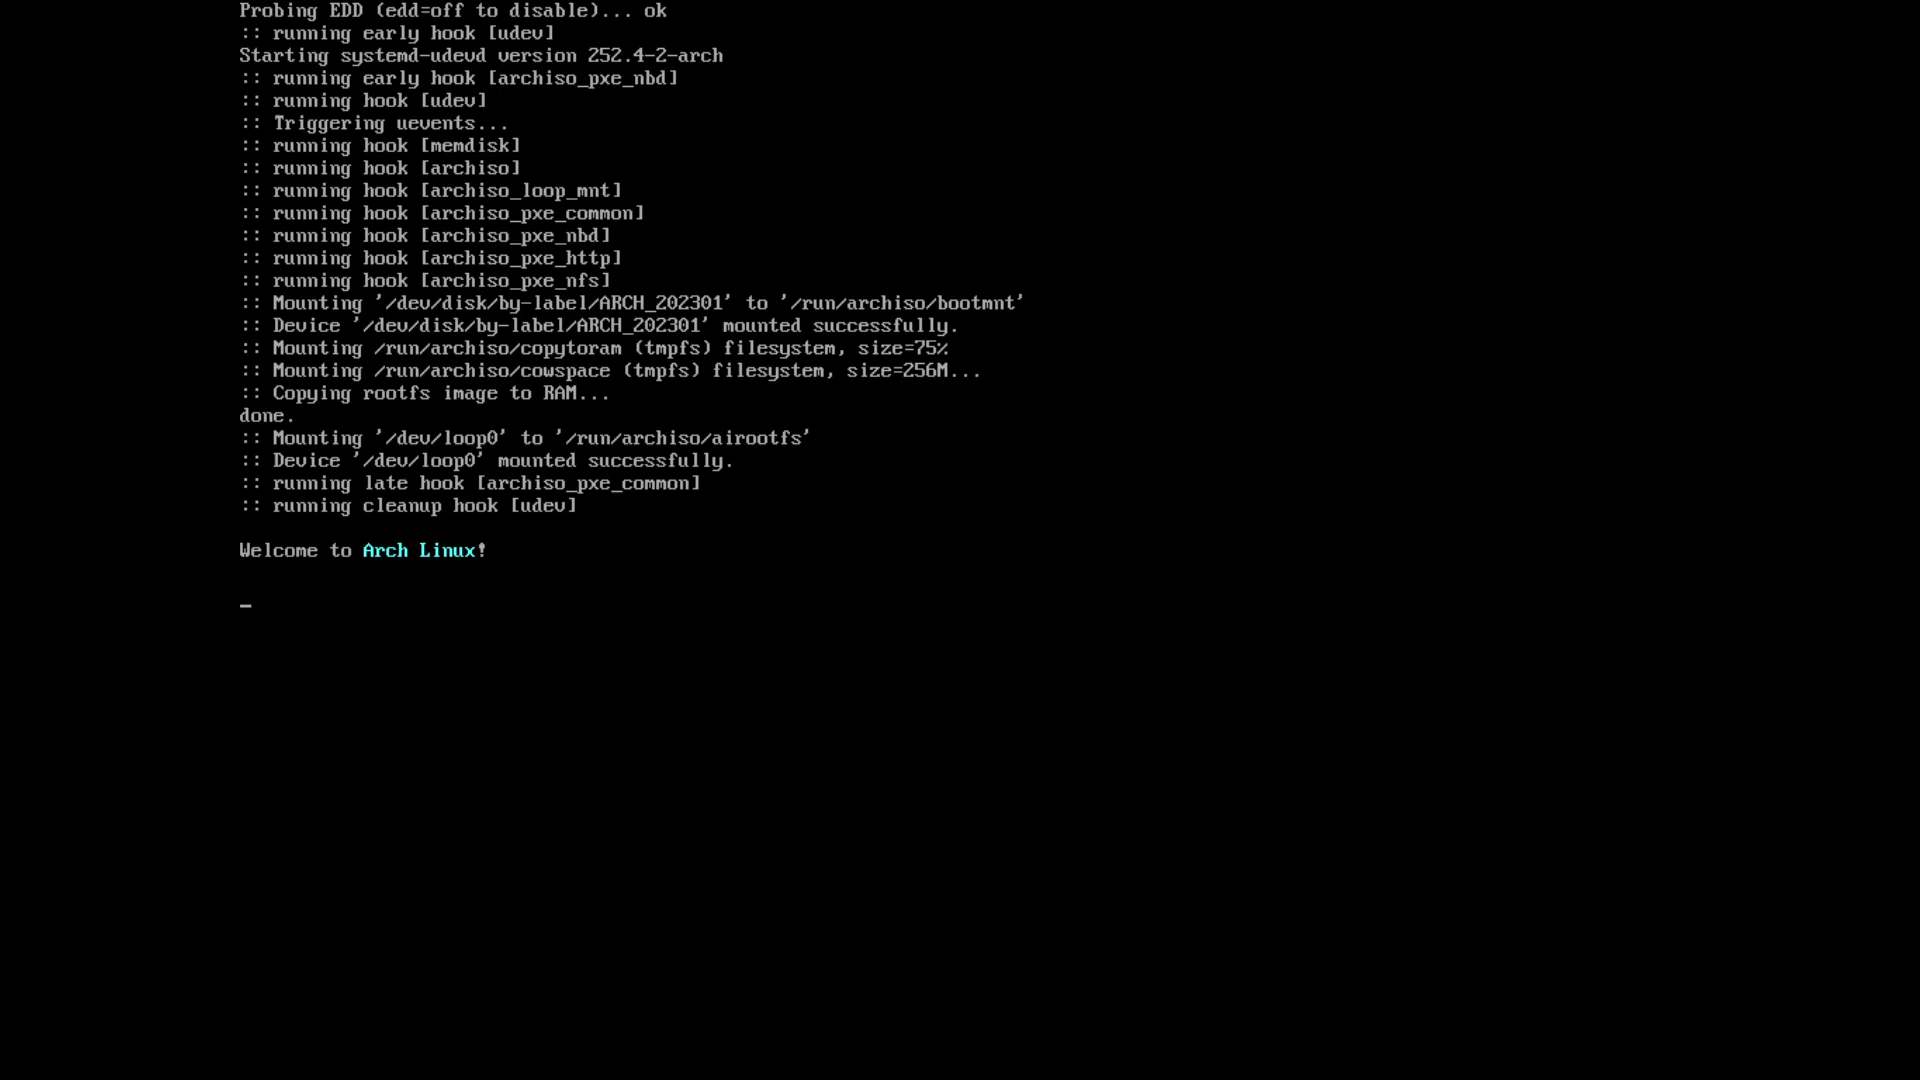 Probing EDD (edd=off to disable)... ok
:: running early hook [udev]
Starting systemd-udevd version 252.4-2-arch
:: running early hook [archiso_pxe_nbd]
:: running hook [udev]
:: Triggering uevents...
:: running hook [memdisk]
:: running hook [archiso]
:: running hook [archiso_loop_mnt]
:: running hook [archiso_pxe_common]
:: running hook [archiso_pxe_nbd]
:: running hook [archiso_pxe_http]
:: running hook [archiso_pxe_nfs]
:: Mounting '/dev/disk/by-label/ARCH_202301' to '/run/archiso/bootmnt'
:: Device '/dev/disk/by-label/ARCH_202301' mounted successfully.
:: Mounting /run/archiso/copytoram (tmpfs) filesystem, size=75%
:: Mounting /run/archiso/cowspace (tmpfs) filesystem, size=256M...
:: Copying rootfs image to RAM...
done.
:: Mounting '/dev/loop0' to '/run/archiso/airootfs'
:: Device '/dev/loop0' mounted successfully.
:: running late hook [archiso_pxe_common]
:: running cleanup hook [udev]
Welcome to Arch Linux!